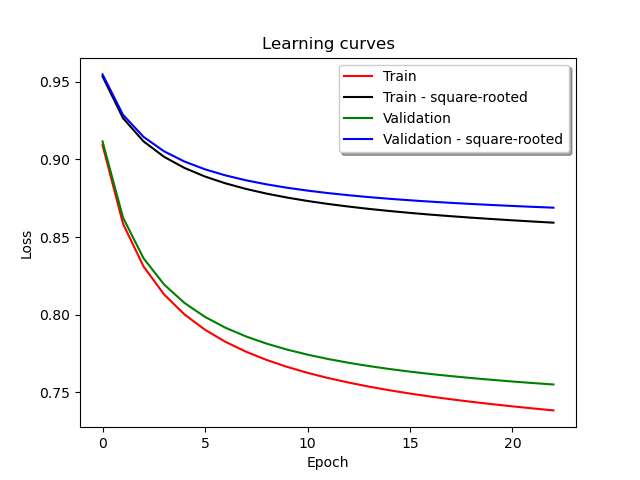 Learning curves
Train
Train - square-rooted
Validation
Validation - square-rooted
Loss
0.95
0.90
0.85
0.80
0.75
0
5
10
15
20
Epoch